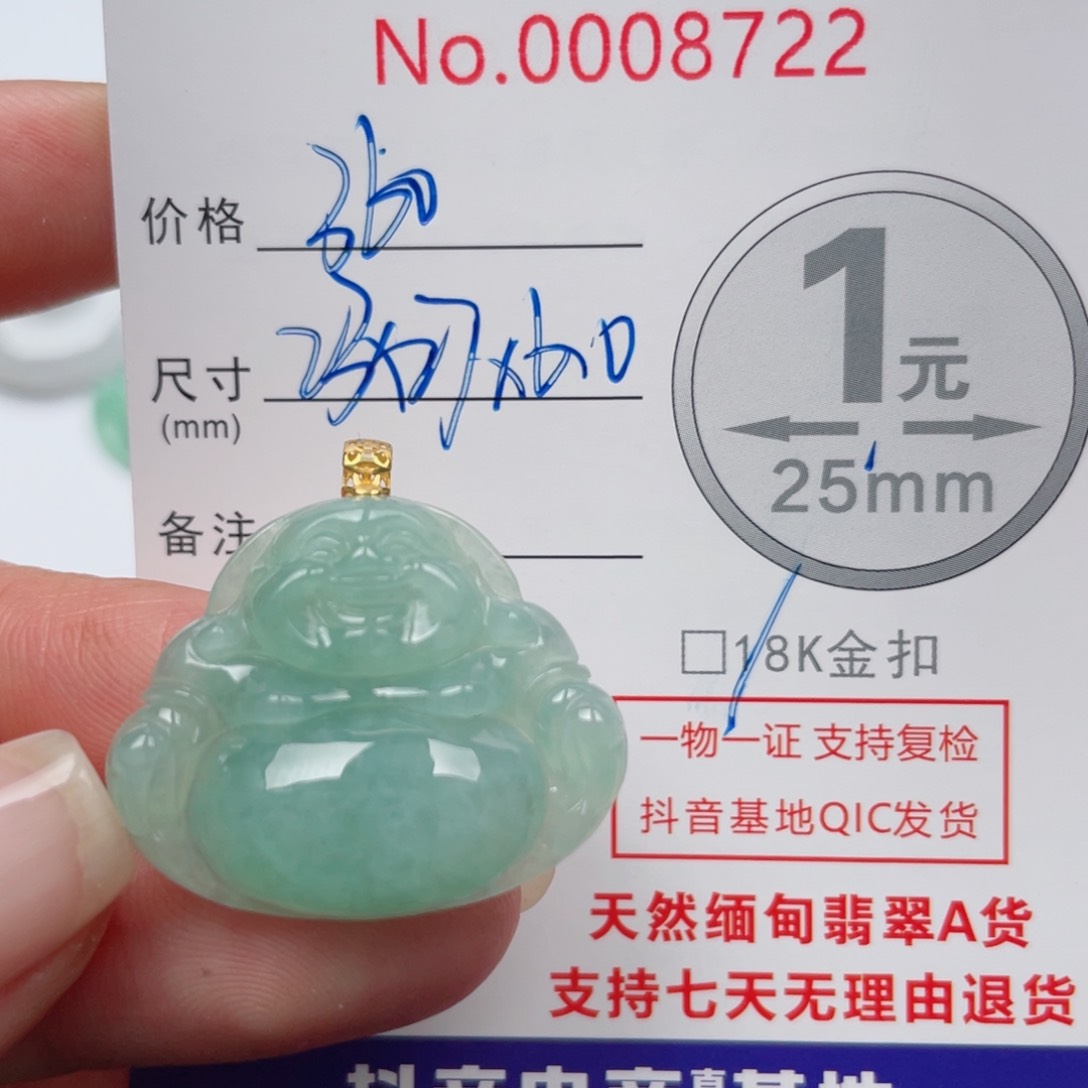 No.0008722
价格 350
尺寸
(mm)
备注
1元
25mm
□18K金扣
一物一证 支持复检
抖音基地QIC发货
天然缅甸翡翠A货
支持七天无理由退货